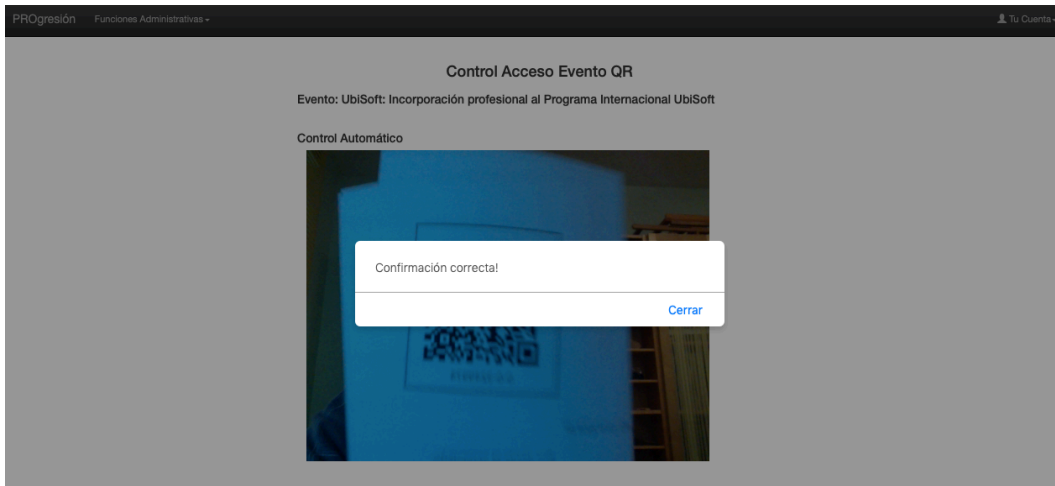 PROgresión Funciones Administrativas Tu Cuenta
Control Acceso Evento QR
Evento: UbiSoft: Incorporación profesional al Programa Internacional UbiSoft
Control Automático
Confirmación correcta!
Cerrar